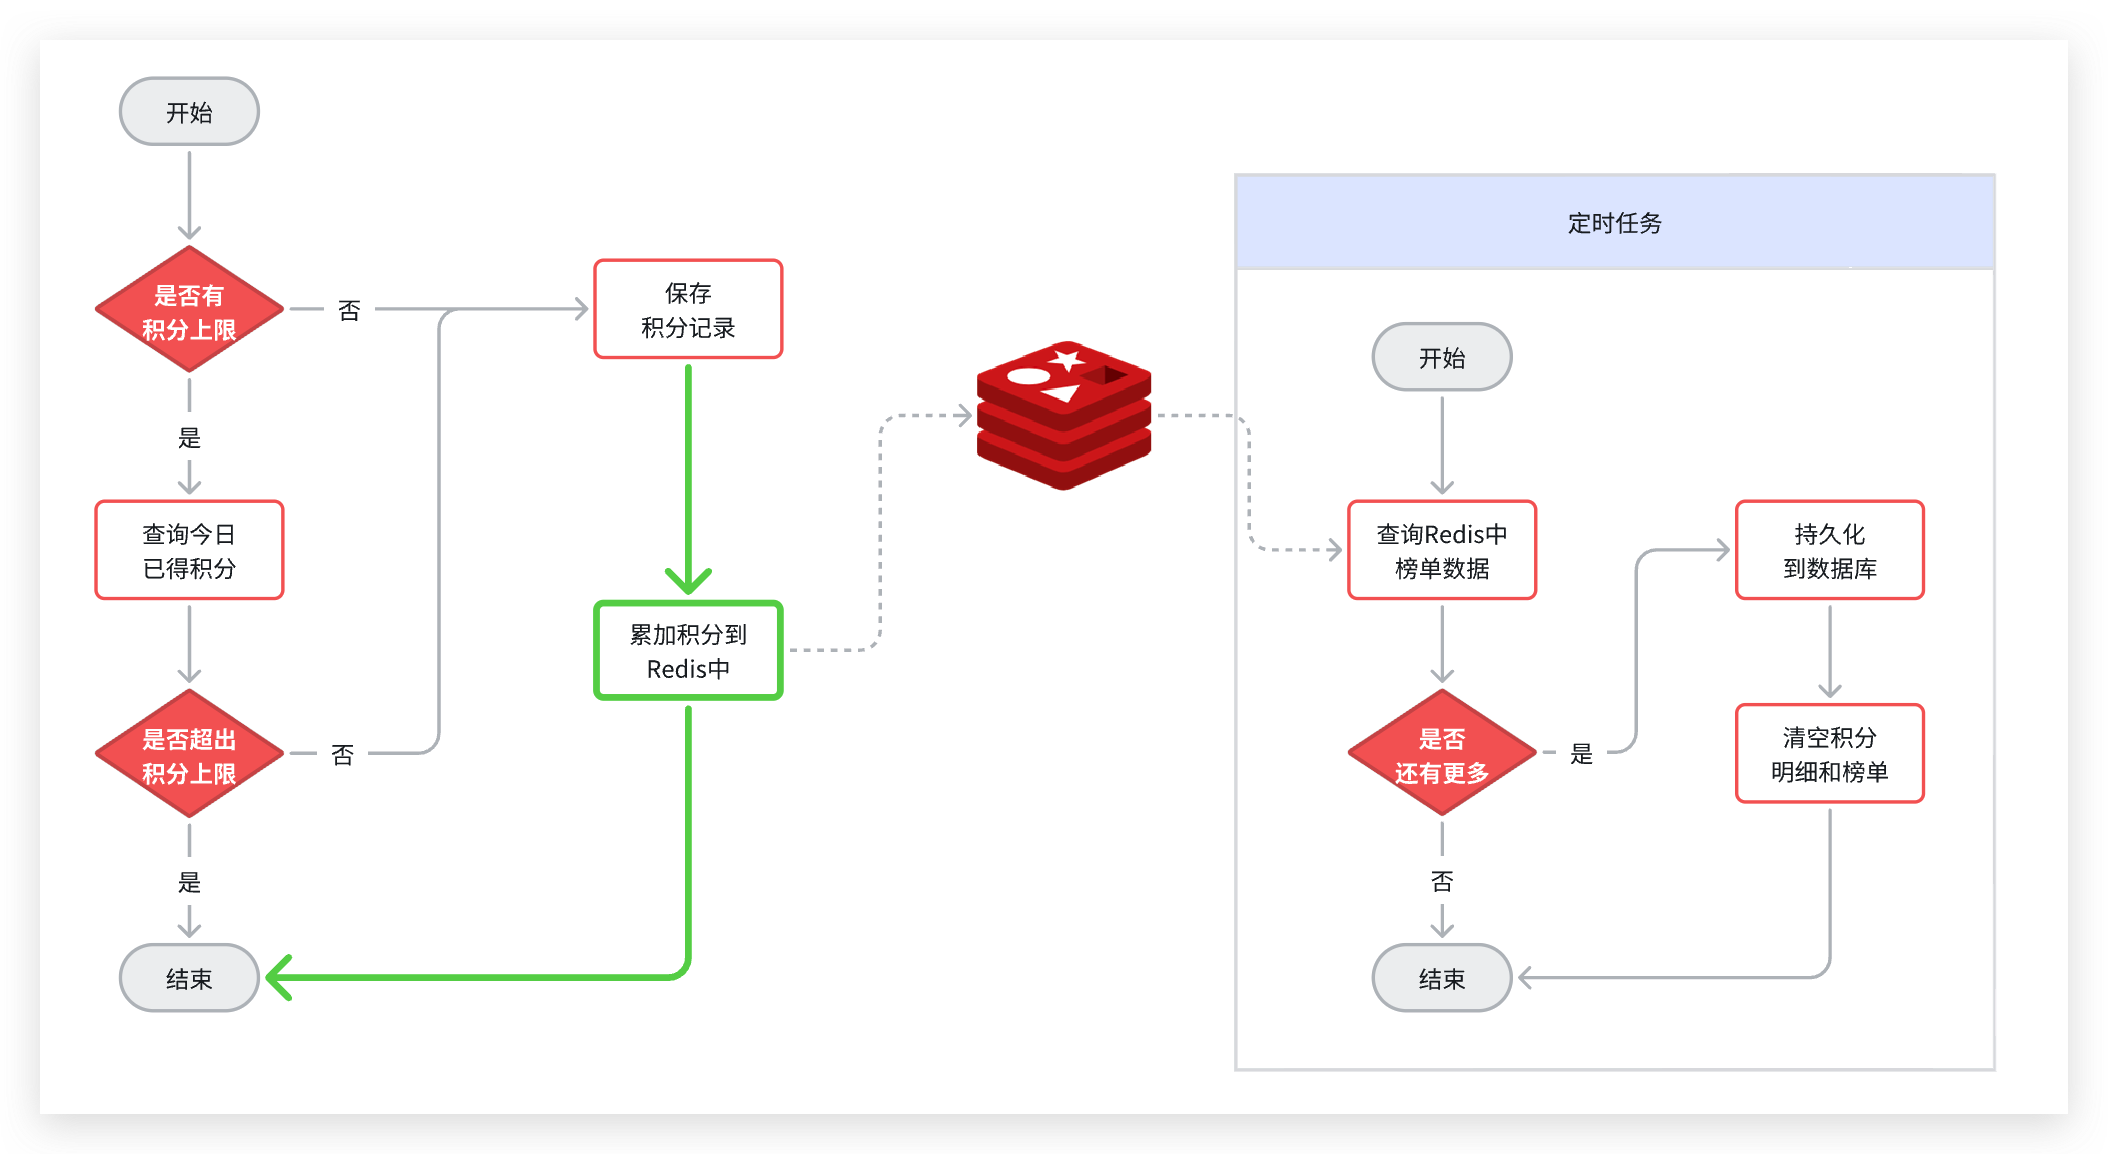 开始
是否有
积分上限
否
是
查询今日
已得积分
是否超出
积分上限
否
是
结束
保存
积分记录
累加积分到
Redis中
定时任务
开始
查询Redis中
榜单数据
是否
还有更多
是
否
结束
持久化
到数据库
清空积分
明细和榜单